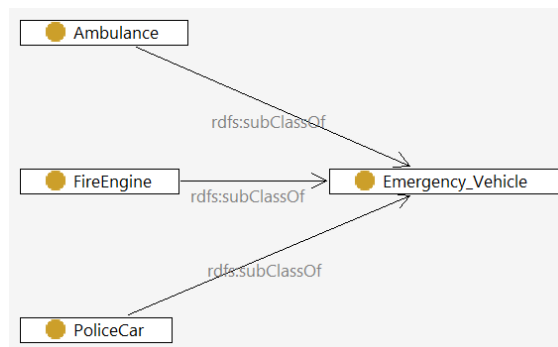 Ambulance
rdfs:subClassOf
FireEngine
rdfs:subClassOf
Emergency_Vehicle
rdfs:subClassOf
PoliceCar